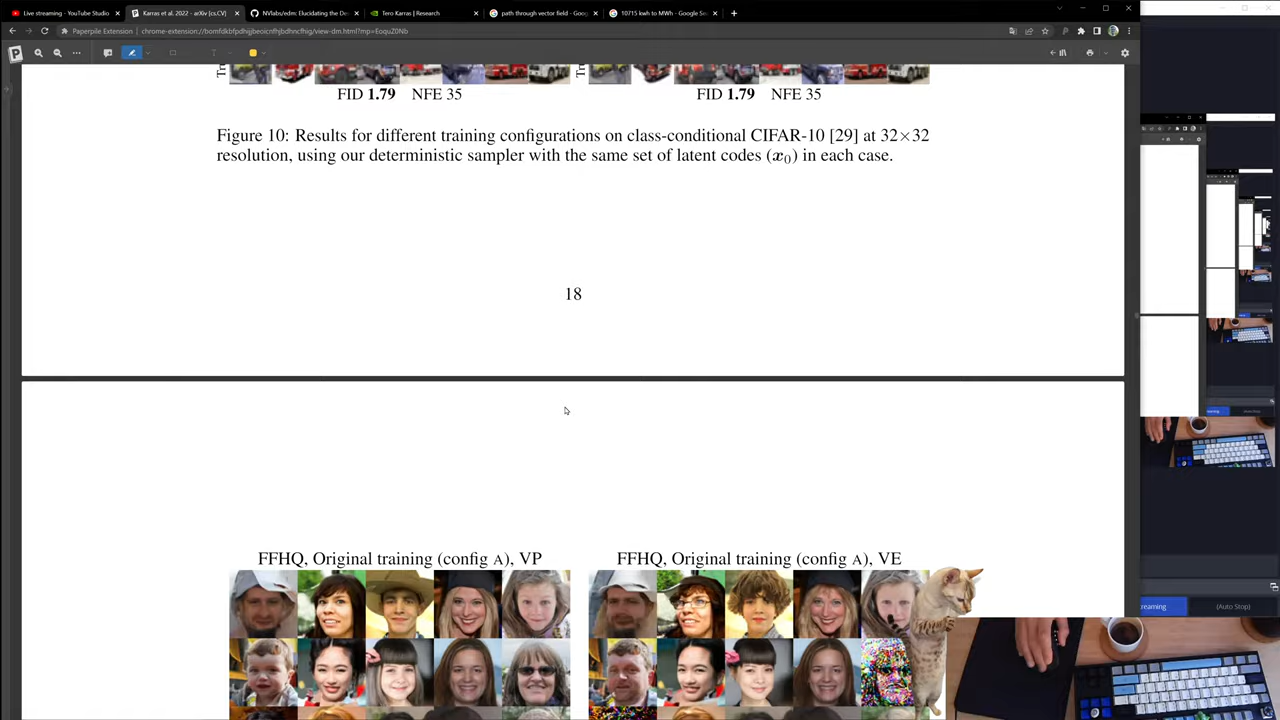 Live streaming - YouTube Studio
Karras et al. 2022 - arXiv [cs.CV]
NVlabs/edm: Elucidating the De
Tero Karras | Research
path through vector field - Goog
10715 kwh to MWh - Google Se
Paperpile Extension | chrome-extension://bomfdkbfpdhijjbeoicnfhjbdhncfhig/view-dm.html?mp=EoquZ0Nb
FID 1.79 NFE 35
FID 1.79 NFE 35
Figure 10: Results for different training configurations on class-conditional CIFAR-10 [29] at 32×32
resolution, using our deterministic sampler with the same set of latent codes (x₀) in each case.
18
FFHQ, Original training (config A), VP
FFHQ, Original training (config A), VE
reaming
(Auto Stop)